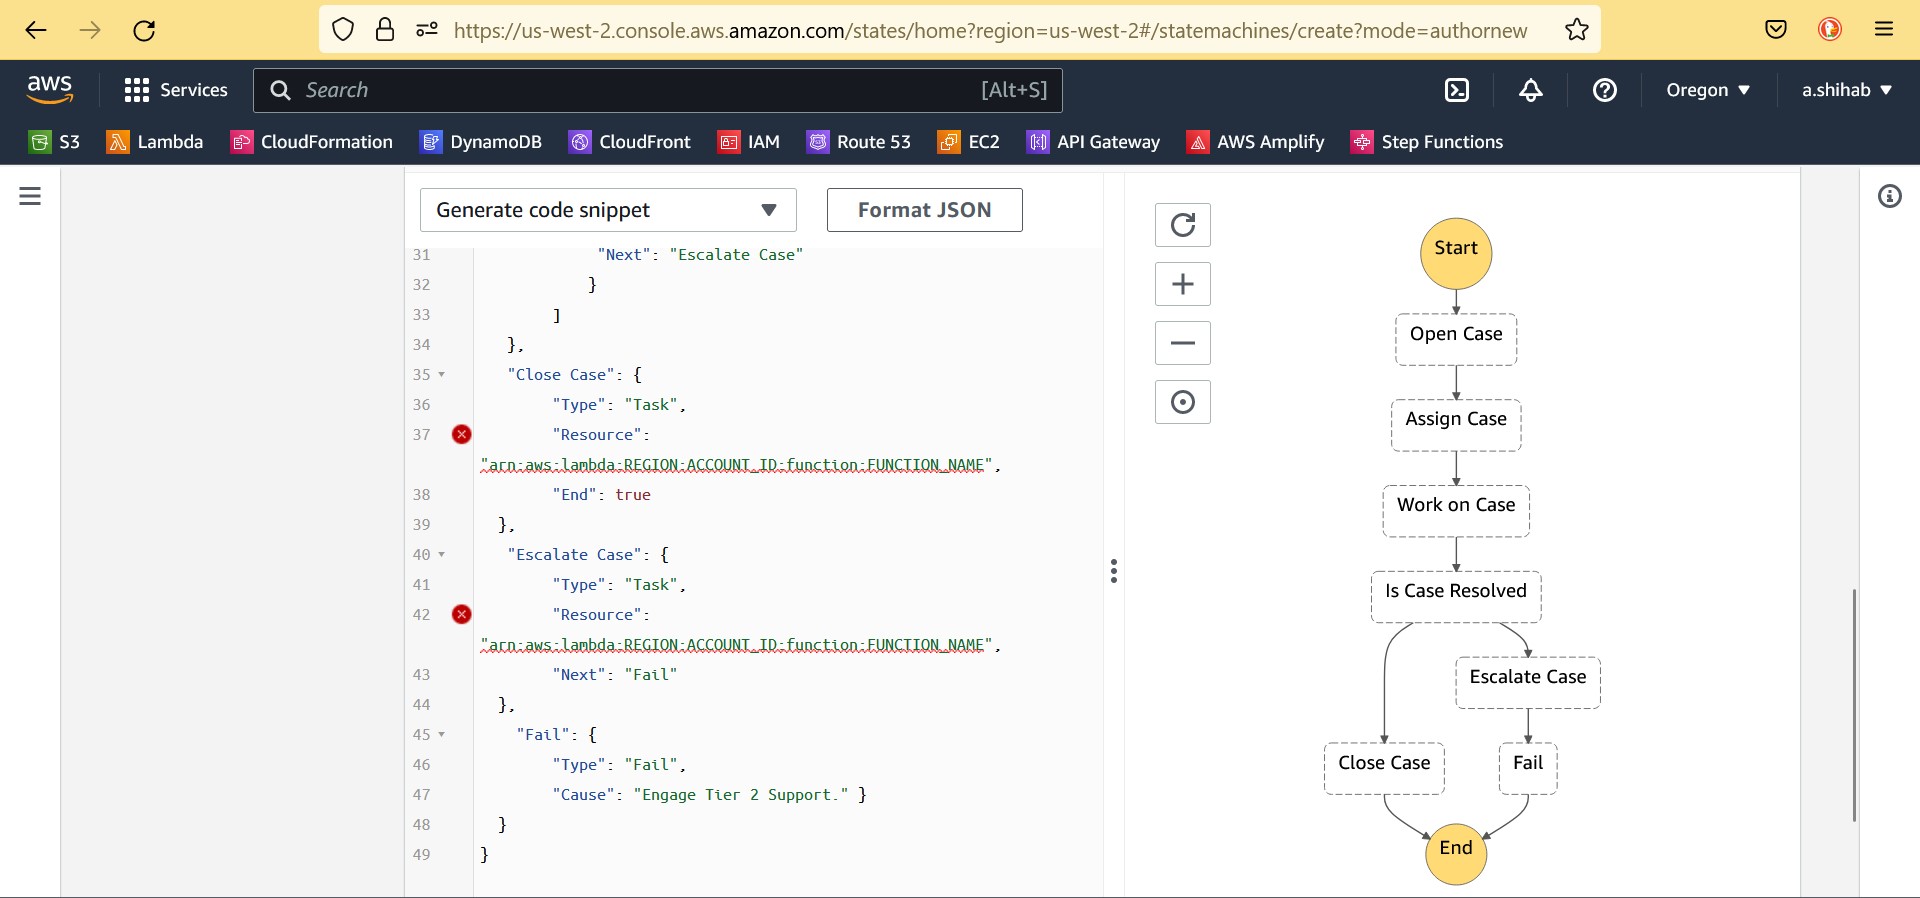 https://us-west-2.console.aws.amazon.com/states/home?region=us-west-2#/statemachines/create?mode=authornew
aws
Services
Search
[Alt+S]
Oregon
a.shihab
S3
Lambda
CloudFormation
DynamoDB
CloudFront
IAM
Route 53
EC2
API Gateway
AWS Amplify
Step Functions
Generate code snippet
Format JSON
31 "Next": "Escalate Case"
32 }
33 ]
34 },
35 "Close Case": {
36 "Type": "Task",
37 "Resource":
"arn:aws:lambda:REGION:ACCOUNT_ID:function:FUNCTION_NAME",
38 "End": true
39 },
40 "Escalate Case": {
41 "Type": "Task",
42 "Resource":
"arn:aws:lambda:REGION:ACCOUNT_ID:function:FUNCTION_NAME",
43 "Next": "Fail"
44 },
45 "Fail": {
46 "Type": "Fail",
47 "Cause": "Engage Tier 2 Support." }
48 }
49 }
Start
Open Case
Assign Case
Work on Case
Is Case Resolved
Escalate Case
Close Case
Fail
End